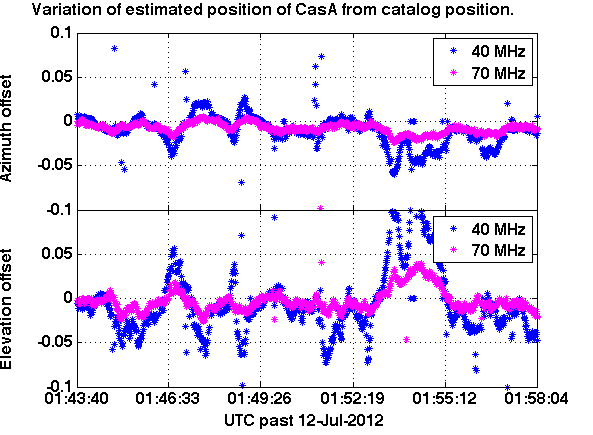 Variation of estimated position of CasA from catalog position.
0.1
0.05
0
-0.05
-0.1
Azimuth offset
40 MHz
70 MHz
0.05
0
-0.05
-0.1
Elevation offset
40 MHz
70 MHz
01:43:40 01:46:33 01:49:26 01:52:19 01:55:12 01:58:04
UTC past 12-Jul-2012